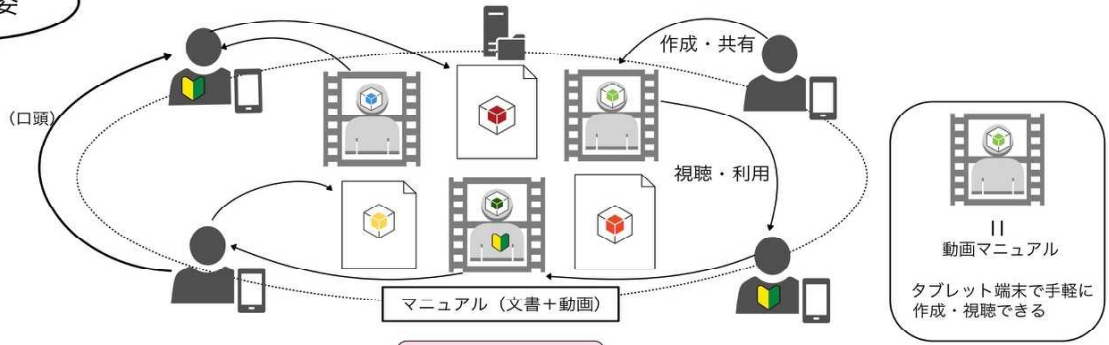 姿
作成・共有
(口頭)
視聴・利用
||
動画マニュアル
タブレット端末で手軽に
作成・視聴できる
マニュアル(文書+動画)